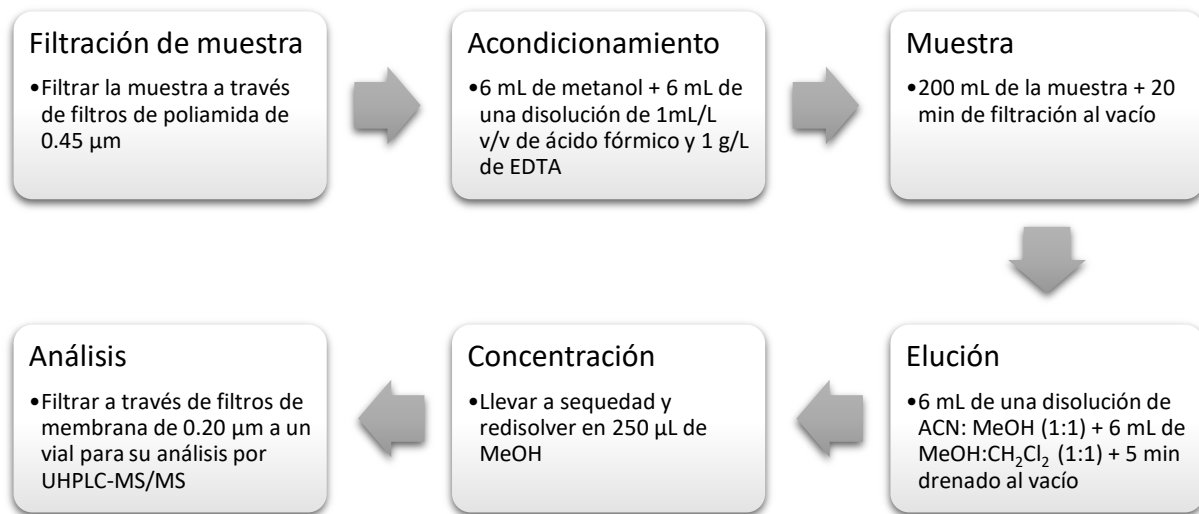 Filtración de muestra
•Filtrar la muestra a través
de filtros de poliamida de
0.45 µm
Acondicionamiento
•6 mL de metanol + 6 mL de
una disolución de 1mL/L
v/v de ácido fórmico y 1 g/L
de EDTA
Muestra
•200 mL de la muestra + 20
min de filtración al vacío
Elución
•6 mL de una disolución de
ACN: MeOH (1:1) + 6 mL de
MeOH:CH₂Cl₂ (1:1) + 5 min
drenado al vacío
Concentración
•Llevar a sequedad y
redisolver en 250 µL de
MeOH
Análisis
•Filtrar a través de filtros de
membrana de 0.20 µm a un
vial para su análisis por
UHPLC-MS/MS